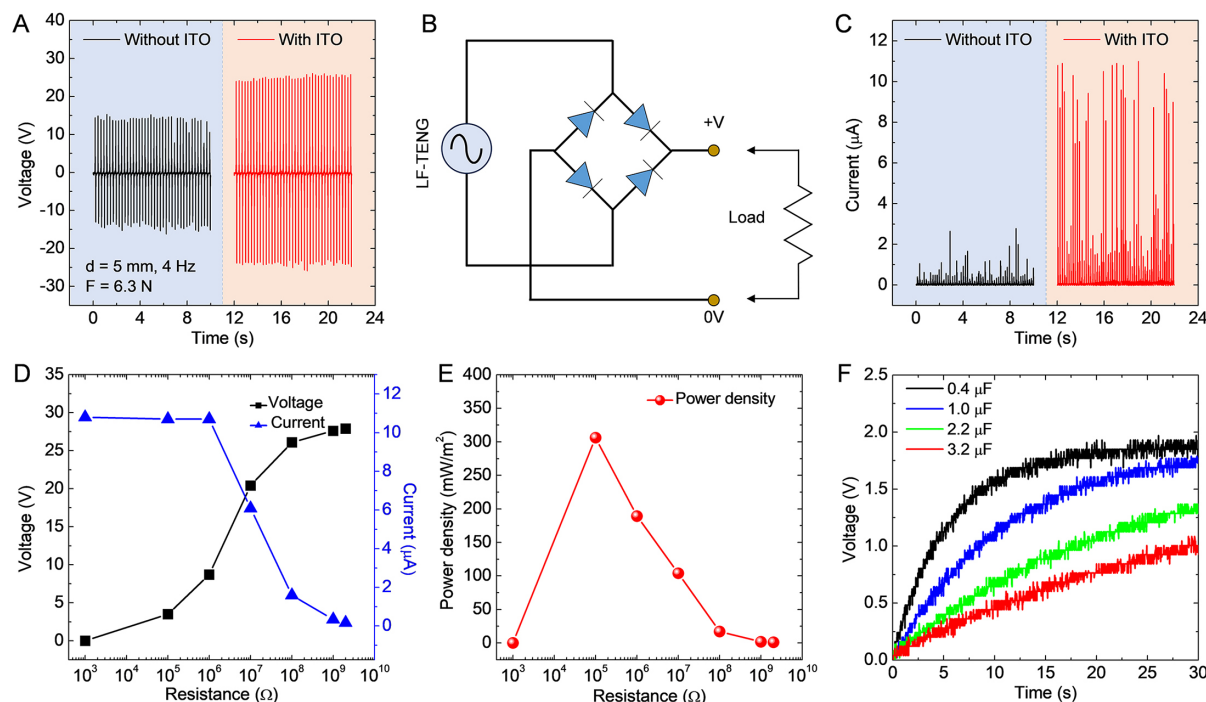 A
Without ITO
With ITO
Voltage (V)
40
30
20
10
0
-10
-20
-30
d = 5 mm, 4 Hz
F = 6.3 N
0 4 8 12 16 20 24
Time (s)
B
LF-TENG
+V
Load
0V
C
Without ITO
With ITO
Current (μA)
12
10
8
6
4
2
0
0 4 8 12 16 20 24
Time (s)
D
Voltage
Current
Voltage (V)
35
30
25
20
15
10
5
0
Current (μA)
12
10
8
6
4
2
0
10³ 10⁴ 10⁵ 10⁶ 10⁷ 10⁸ 10⁹ 10¹⁰
Resistance (Ω)
E
Power density
Power density (mW/m²)
400
350
300
250
200
150
100
50
0
10³ 10⁴ 10⁵ 10⁶ 10⁷ 10⁸ 10⁹ 10¹⁰
Resistance (Ω)
F
0.4 μF
1.0 μF
2.2 μF
3.2 μF
Voltage (V)
2.5
2.0
1.5
1.0
0.5
0.0
0 5 10 15 20 25 30
Time (s)